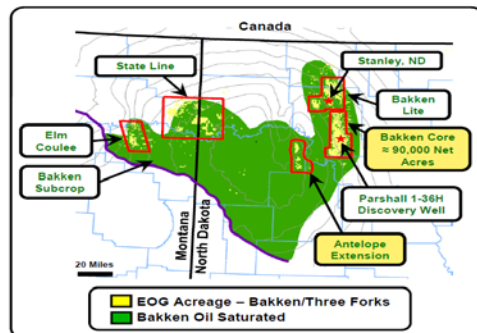 Canada
State Line
Stanley, ND
Bakken
Lite
Elm
Coulee
Bakken Core
≈ 90,000 Net
Acres
Bakken
Subcrop
Parshall 1-36H
Discovery Well
Montana
North Dakota
Antelope
Extension
20 Miles
EOG Acreage – Bakken/Three Forks
Bakken Oil Saturated